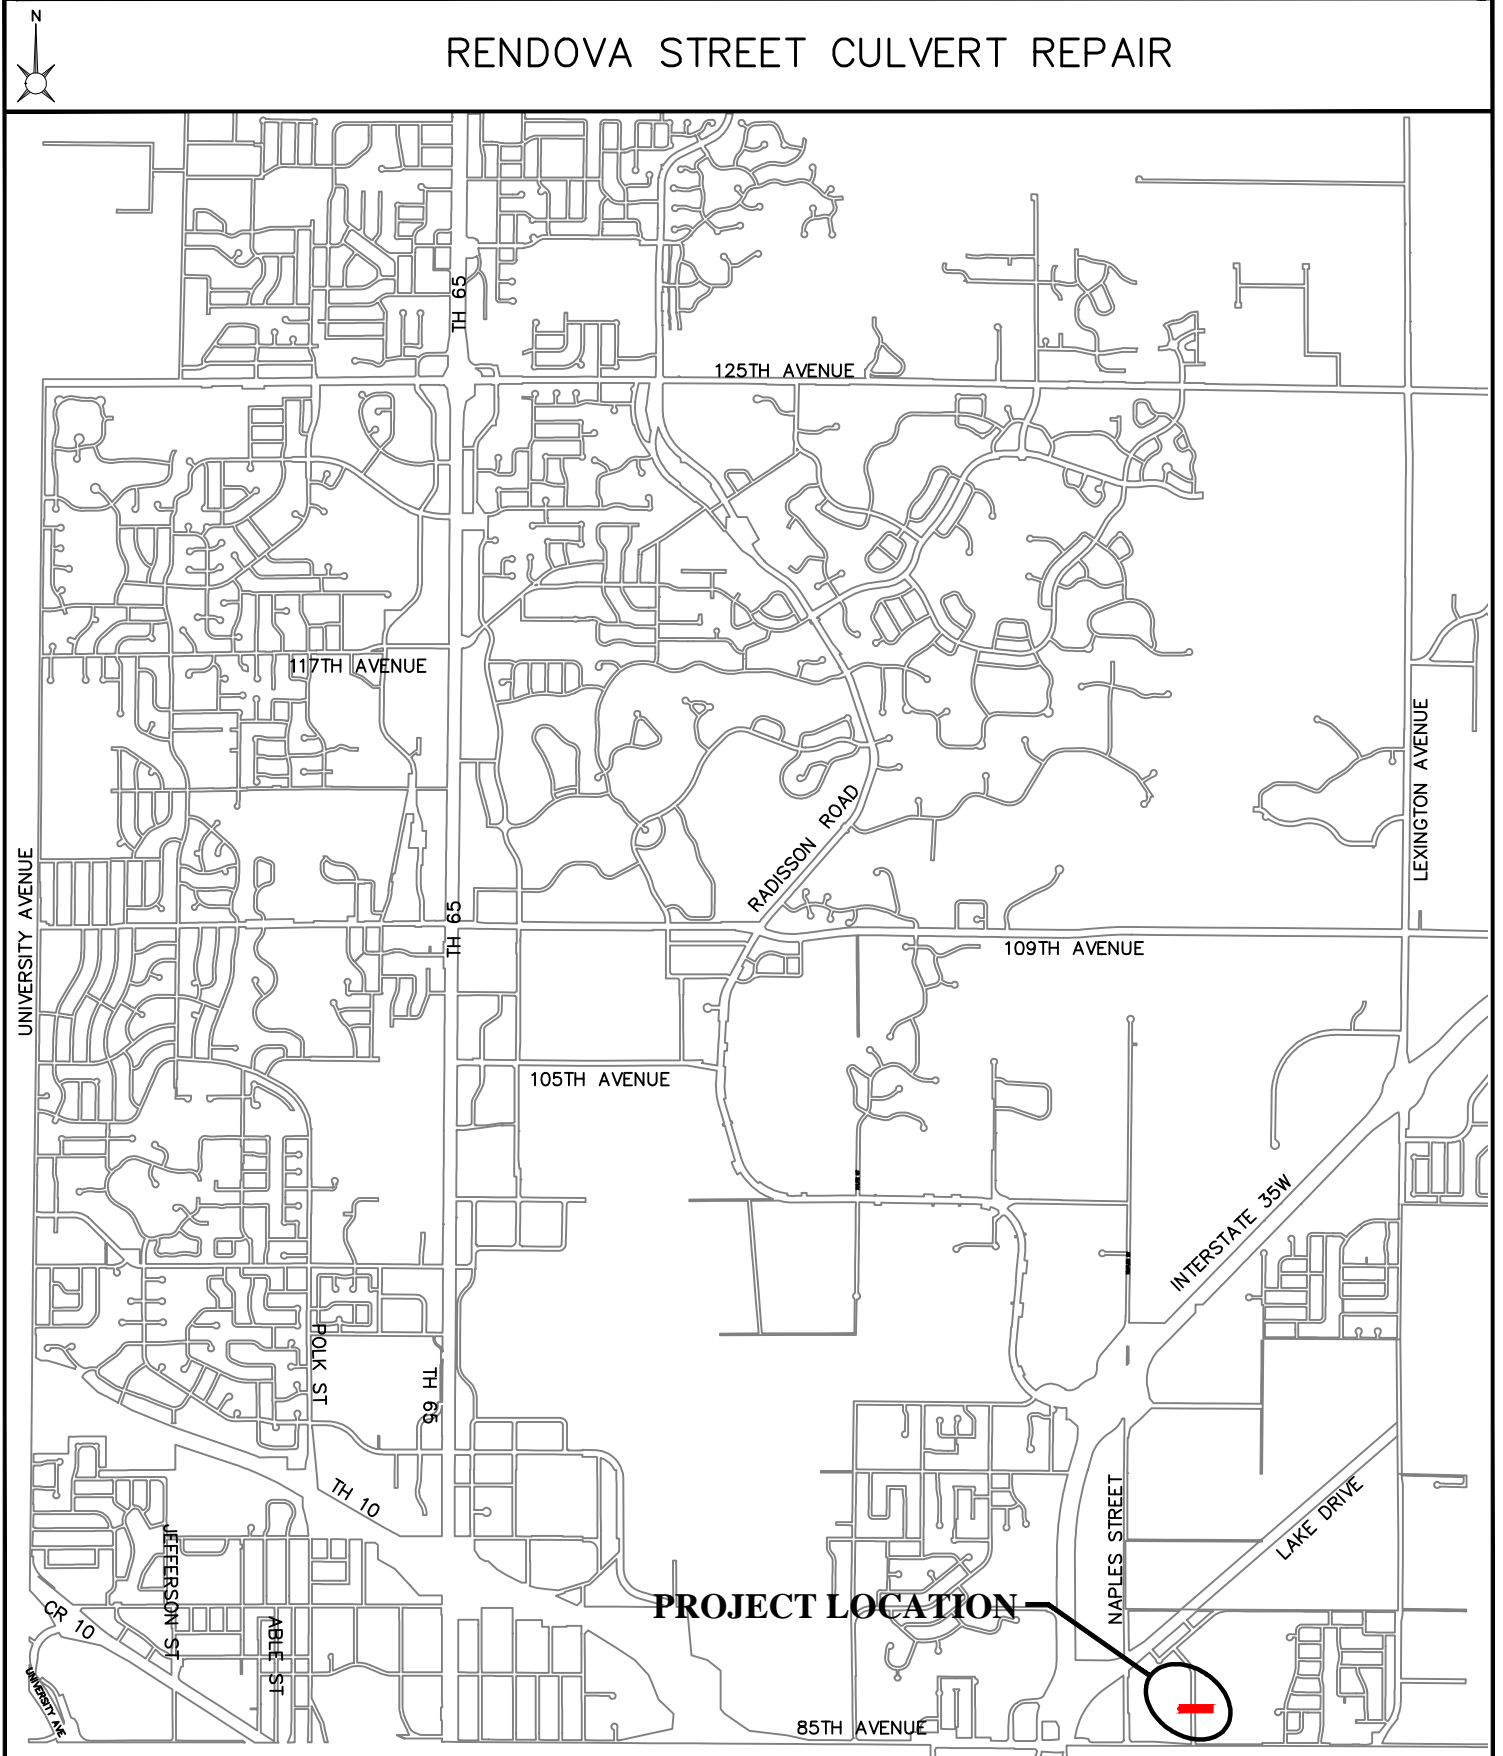 N
RENDOVA STREET CULVERT REPAIR
TH 65
125TH AVENUE
117TH AVENUE
LEXINGTON AVENUE
RADISSON ROAD
UNIVERSITY AVENUE
TH 65
109TH AVENUE
105TH AVENUE
INTERSTATE 35W
POLK ST
TH 65
TH 10
NAPLES STREET
LAKE DRIVE
JEFFERSON ST
CR 10
ABLE ST
PROJECT LOCATION
UNIVERSITY AVE
85TH AVENUE